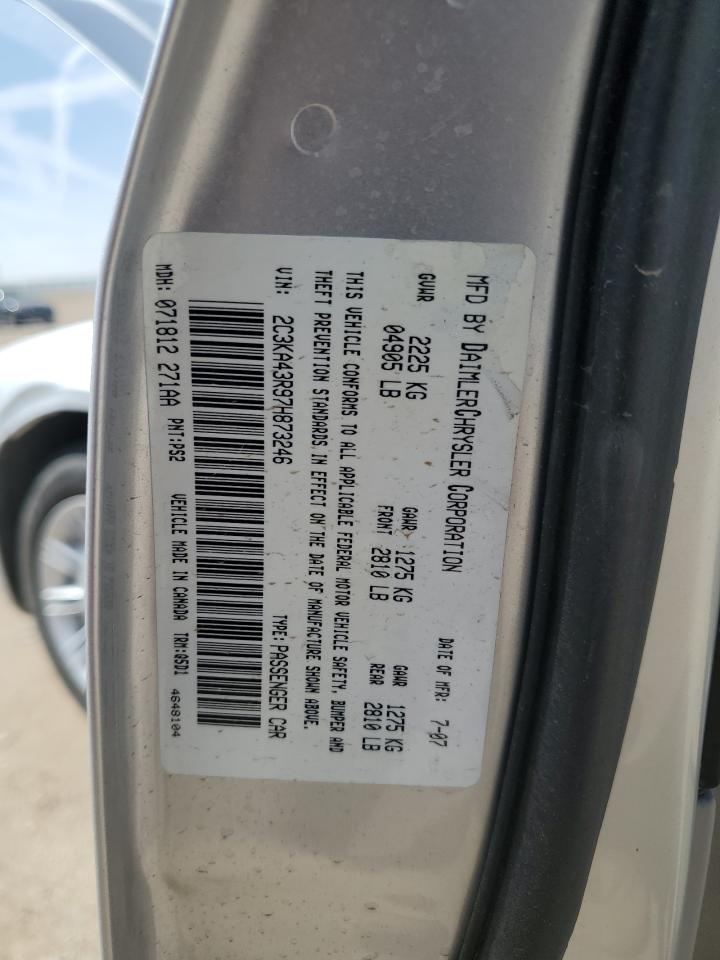 MFD BY DAIMLERCHRYSLER CORPORATION
DATE OF MFR: 7-07
GVWR 2225 KG GAWR 1275 KG GAWR 1275 KG
04905 LB FRONT 2810 LB REAR 2810 LB
THIS VEHICLE CONFORMS TO ALL APPLICABLE FEDERAL MOTOR VEHICLE SAFETY, BUMPER AND
THEFT PREVENTION STANDARDS IN EFFECT ON THE DATE OF MANUFACTURE SHOWN ABOVE.
VIN: 2C3KA43R97H873246 TYPE:PASSENGER CAR
MDH: 071812 271AA PNT:PS2 VEHICLE MADE IN CANADA TRM:Q5D1
4648104